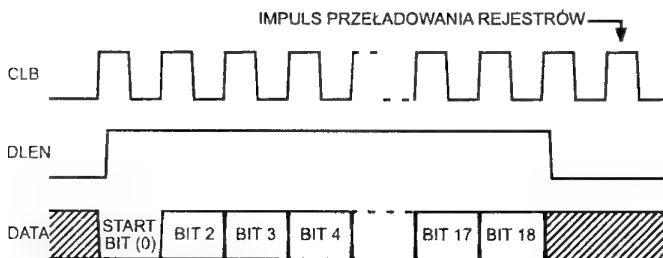 IMPULS PRZEŁADOWANIA REJESTRÓW
CLB
DLEN
DATA
START BIT (0)
BIT 2
BIT 3
BIT 4
BIT 17
BIT 18